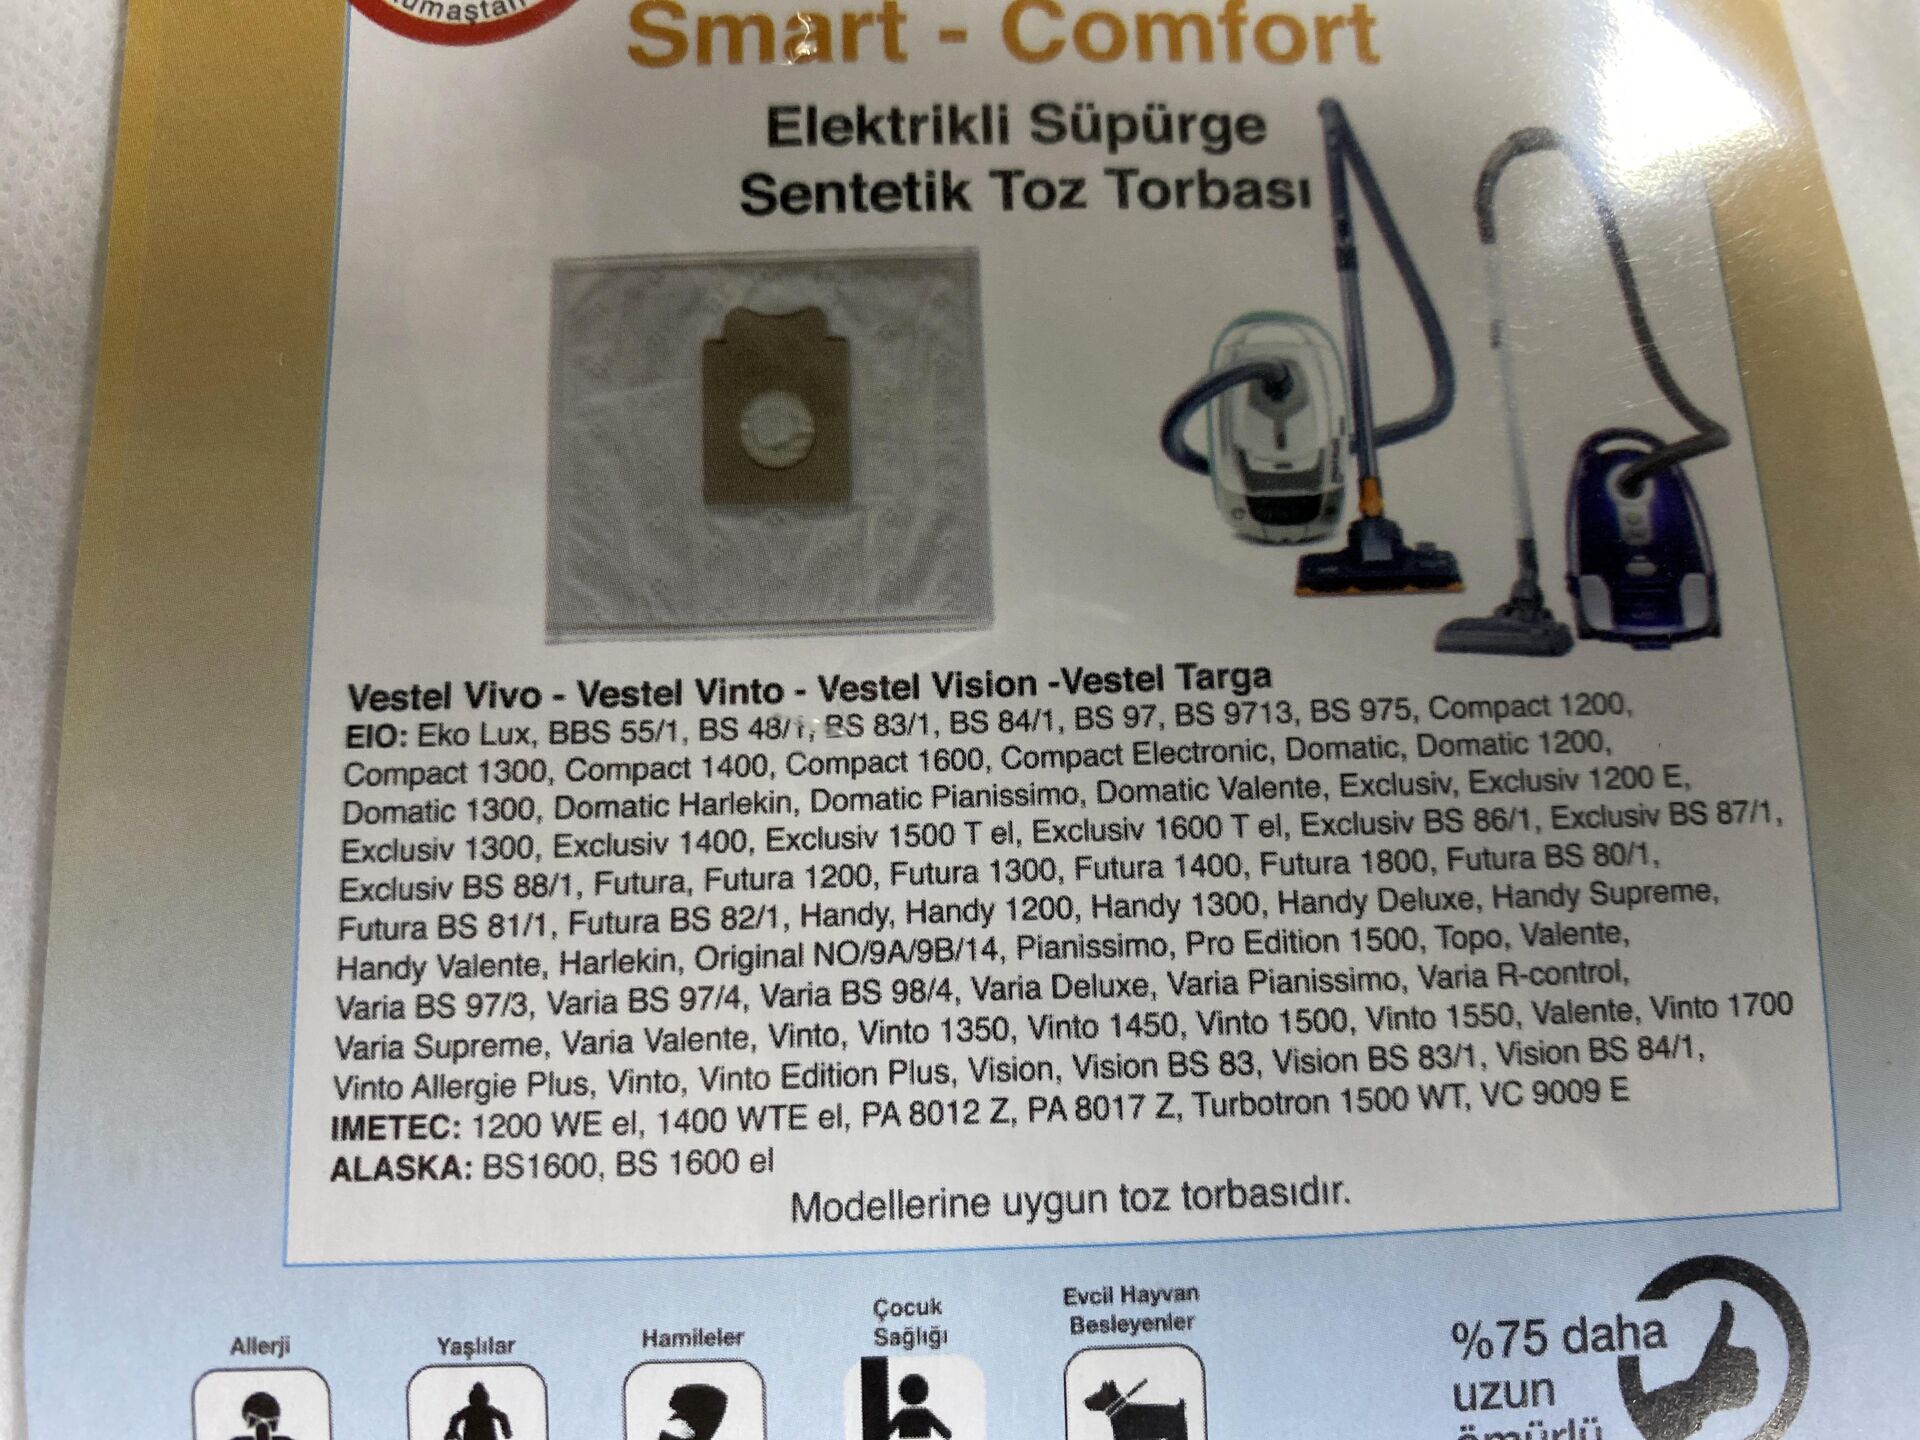 Smart - Comfort
Elektrikli Süpürge
Sentetik Toz Torbası
Vestel Vivo - Vestel Vinto - Vestel Vision -Vestel Targa
EIO: Eko Lux, BBS 55/1, BS 48/1, BS 83/1, BS 84/1, BS 97, BS 9713, BS 975, Compact 1200,
Compact 1300, Compact 1400, Compact 1600, Compact Electronic, Domatic, Domatic 1200,
Domatic 1300, Domatic Harlekin, Domatic Pianissimo, Domatic Valente, Exclusiv, Exclusiv 1200 E,
Exclusiv 1300, Exclusiv 1400, Exclusiv 1500 T el, Exclusiv 1600 T el, Exclusiv BS 86/1, Exclusiv BS 87/1,
Exclusiv BS 88/1, Futura, Futura 1200, Futura 1300, Futura 1400, Futura 1800, Futura BS 80/1,
Futura BS 81/1, Futura BS 82/1, Handy, Handy 1200, Handy 1300, Handy Deluxe, Handy Supreme,
Handy Valente, Harlekin, Original NO/9A/9B/14, Pianissimo, Pro Edition 1500, Topo, Valente,
Varia BS 97/3, Varia BS 97/4, Varia BS 98/4, Varia Deluxe, Varia Pianissimo, Varia R-control,
Varia Supreme, Varia Valente, Vinto, Vinto 1350, Vinto 1450, Vinto 1500, Vinto 1550, Valente, Vinto 1700
Vinto Allergie Plus, Vinto, Vinto Edition Plus, Vision, Vision BS 83, Vision BS 83/1, Vision BS 84/1,
IMETEC: 1200 WE el, 1400 WTE el, PA 8012 Z, PA 8017 Z, Turbotron 1500 WT, VC 9009 E
ALASKA: BS1600, BS 1600 el
Modellerine uygun toz torbasıdır.
Allerji
Yaşlılar
Hamileler
Çocuk
Sağlığı
Evcil Hayvan
Besleyenler
%75 daha
uzun
ömürlü